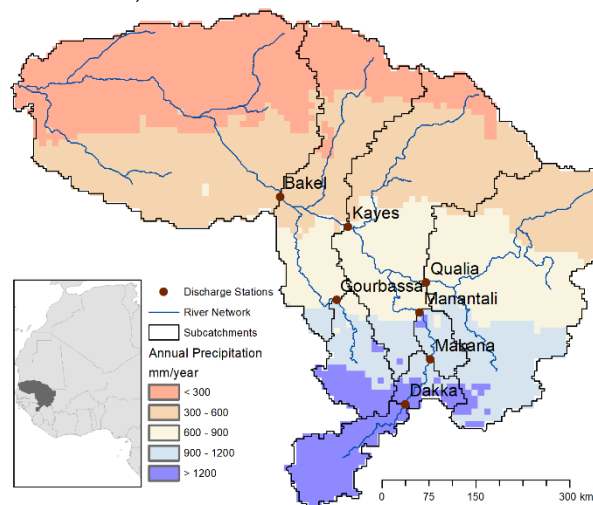 Bakel
Kayes
Qualia
Gourbassa
Manantali
Makana
Dakka
Discharge Stations
River Network
Subcatchments
Annual Precipitation
mm/year
< 300
300 - 600
600 - 900
900 - 1200
> 1200
0 75 150 300 km